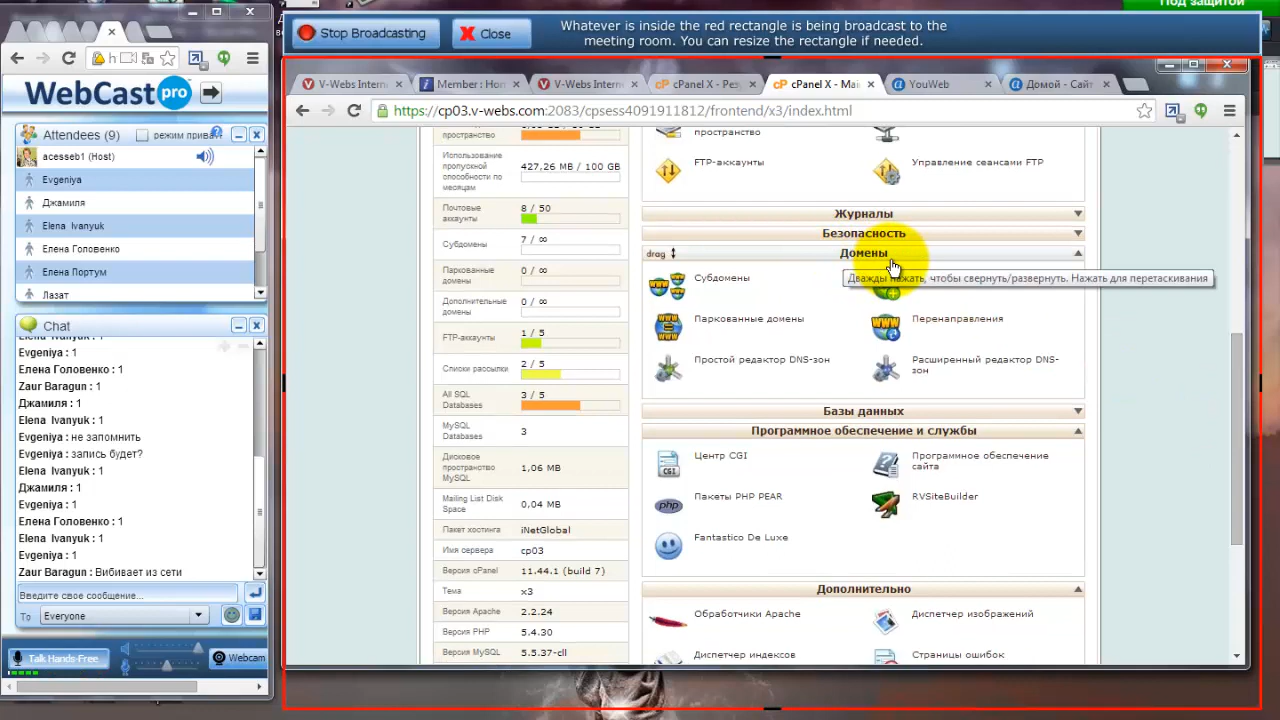 Под защитой
Stop Broadcasting
Close
Whatever is inside the red rectangle is being broadcast to the
meeting room. You can resize the rectangle if needed.
WebCast pro
Attendees (9)
режим прива
acesseb1 (Host)
Evgeniya
Джамиля
Elena Ivanyuk
Елена Головенко
Елена Портум
Лазат
Chat
Elena Ivanyuk : 1
Evgeniya : 1
Елена Головенко : 1
Zaur Baragun : 1
Джамиля : 1
Elena Ivanyuk : 1
Evgeniya : не запомнить
Evgeniya : запись будет?
Elena Ivanyuk : 1
Джамиля : 1
Evgeniya : 1
Елена Головенко : 1
Elena Ivanyuk : 1
Evgeniya : 1
Zaur Baragun : Вибивает из сети
Введите свое сообщение...
To
Everyone
Talk Hands-Free
Webcam
V-Webs Intern
Member: Hom
V-Webs Intern
cPanel X - Рез
cPanel X - Mai
YouWeb
Домой - Сайт
https://cp03.v-webs.com:2083/cpsess4091911812/frontend/x3/index.html
пространство
Использование
пропускной
способности по
месяцам
427,26 MB / 100 GB
Почтовые
аккаунты
8 / 50
Субдомены
7 / ∞
Паркованные
домены
0 / ∞
Дополнительные
домены
0 / ∞
FTP-аккаунты
1 / 5
Списки рассылки
2 / 5
All SQL
Databases
3 / 5
MySQL
Databases
3
Дисковое
пространство
MySQL
1,06 MB
Mailing List Disk
Space
0,04 MB
Пакет хостинга
iNetGlobal
Имя сервера
cp03
Версия cPanel
11.44.1 (build 7)
Тема
x3
Версия Apache
2.2.24
Версия PHP
5.4.30
Версия MySQL
5.5.37-cll
пространство
FTP-аккаунты
Управление сеансами FTP
Журналы
Безопасность
drag
Домены
Дважды нажать, чтобы свернуть/развернуть. Нажать для перетаскивания
Субдомены
Паркованные домены
Перенаправления
Простой редактор DNS-зон
Расширенный редактор DNS-
зон
Базы данных
Программное обеспечение и службы
Центр CGI
Программное обеспечение
сайта
Пакеты PHP PEAR
RVSiteBuilder
Fantastico De Luxe
Дополнительно
Обработчики Apache
Диспетчер изображений
Диспетчер индексов
Страницы ошибок